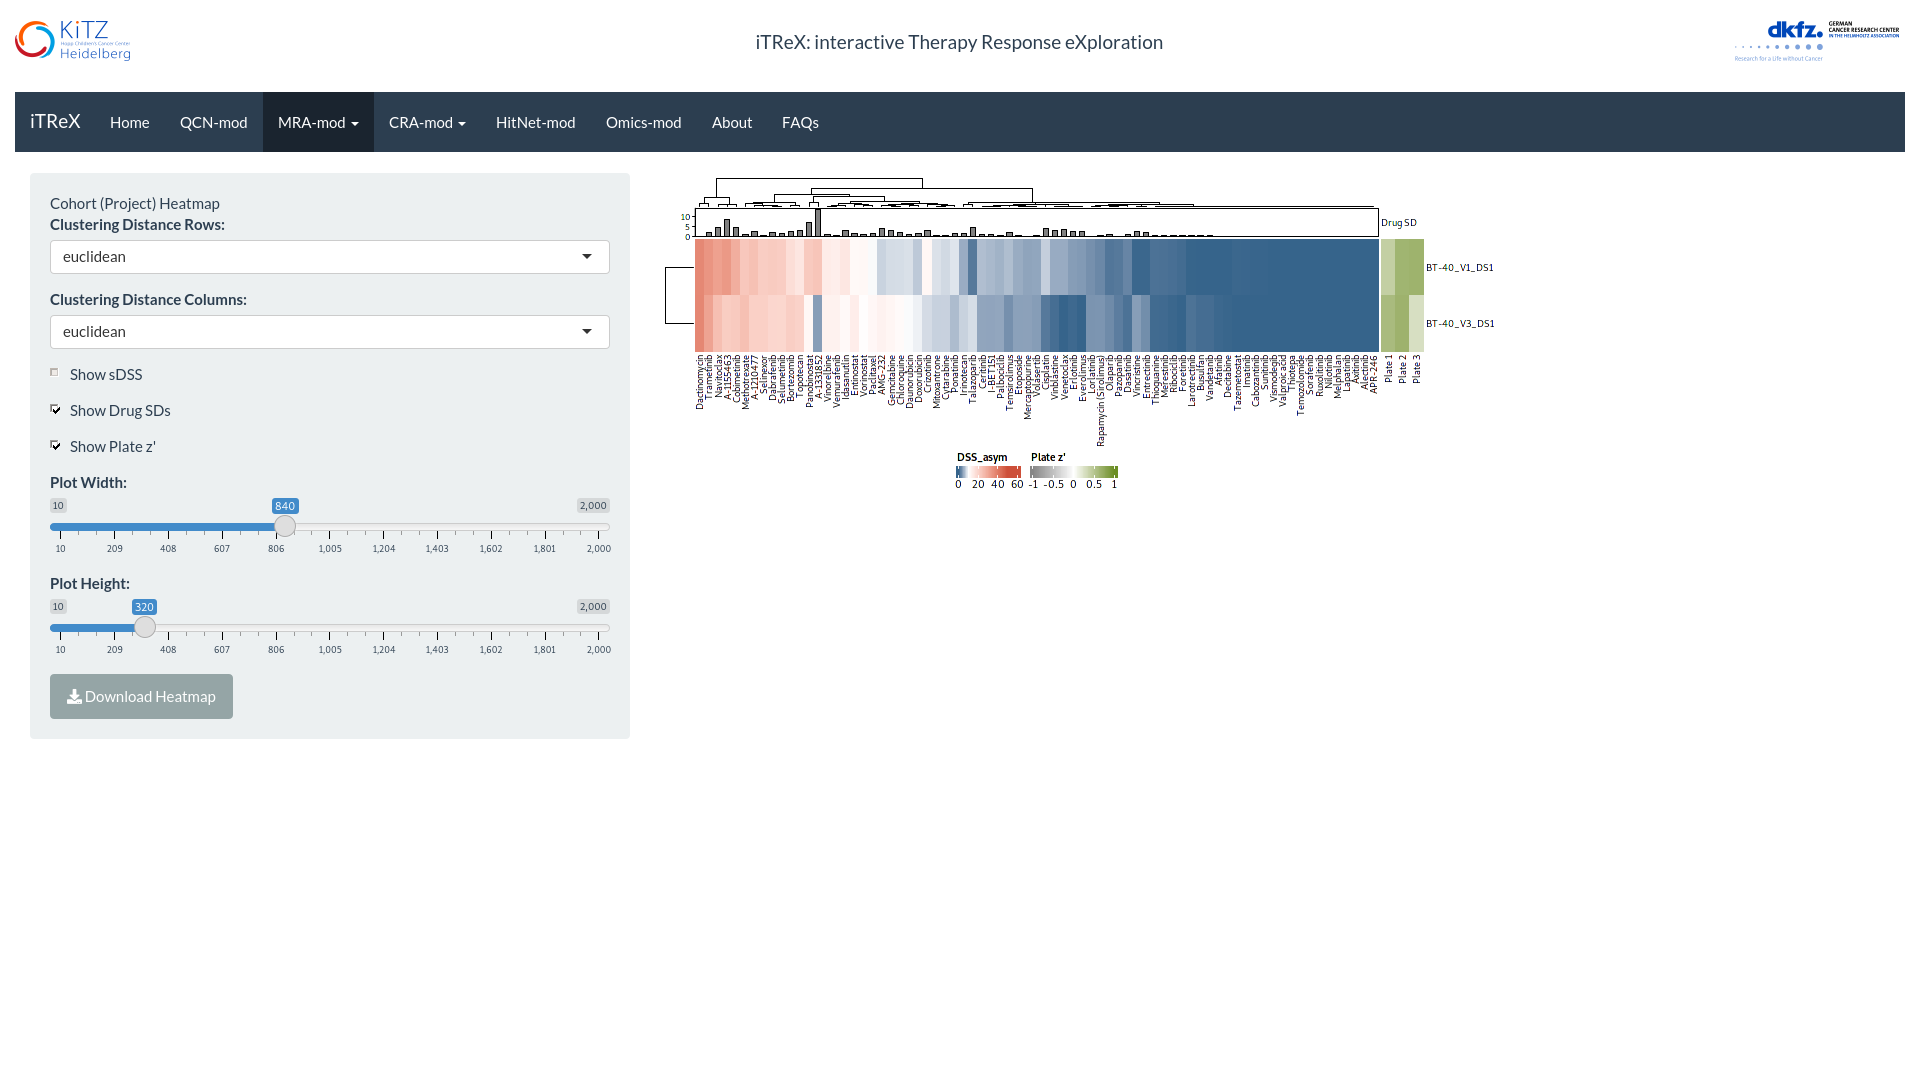 KiTZ
Hopp Children's Cancer Center
Heidelberg
iTReX: interactive Therapy Response eXploration
dkfz.
GERMAN
CANCER RESEARCH CENTER
IN THE HELMHOLTZ ASSOCIATION
Research for a Life without Cancer
iTReX Home QCN-mod MRA-mod CRA-mod HitNet-mod Omics-mod About FAQs
Cohort (Project) Heatmap
Clustering Distance Rows:
euclidean
Clustering Distance Columns:
euclidean
Show sDSS
Show Drug SDs
Show Plate z'
Plot Width:
10 840 2,000
10 209 408 607 806 1,005 1,204 1,403 1,602 1,801 2,000
Plot Height:
10 320 2,000
10 209 408 607 806 1,005 1,204 1,403 1,602 1,801 2,000
Download Heatmap
10
5
0
Drug SD
BT-40_V1_DS1
BT-40_V3_DS1
Dactinomycin
Trametinib
Navitoclax
A-1155463
Cobimetinib
Methotrexate
A-1210477
Selinexor
Dabrafenib
Selumetinib
Bortezomib
Topotecan
Panobinostat
A-1331852
Vinorelbine
Vemurafenib
Idasanutlin
Entinostat
Vorinostat
Paclitaxel
AMG-232
Gemcitabine
Chloroquine
Daunorubicin
Doxorubicin
Crizotinib
Mitoxantrone
Cytarabine
Ponatinib
Irinotecan
Talazoparib
Ceritinib
I-BET151
Palbociclib
Temsirolimus
Etoposide
Mercaptopurine
Volasertib
Cisplatin
Vinblastine
Venetoclax
Erlotinib
Everolimus
Lorlatinib
Rapamycin (Sirolimus)
Olaparib
Pazopanib
Dasatinib
Vincristine
Entrectinib
Thioguanine
Merestinib
Ribociclib
Foretinib
Larotrectinib
Busulfan
Vandetanib
Afatinib
Decitabine
Tazemetostat
Imatinib
Cabozantinib
Sunitinib
Vismodegib
Valproic acid
Thiotepa
Temozolomide
Sorafenib
Ruxolitinib
Nilotinib
Melphalan
Lapatinib
Axitinib
Alectinib
APR-246
Plate 1
Plate 2
Plate 3
DSS_asym
0 20 40 60
Plate z'
-1 -0.5 0 0.5 1